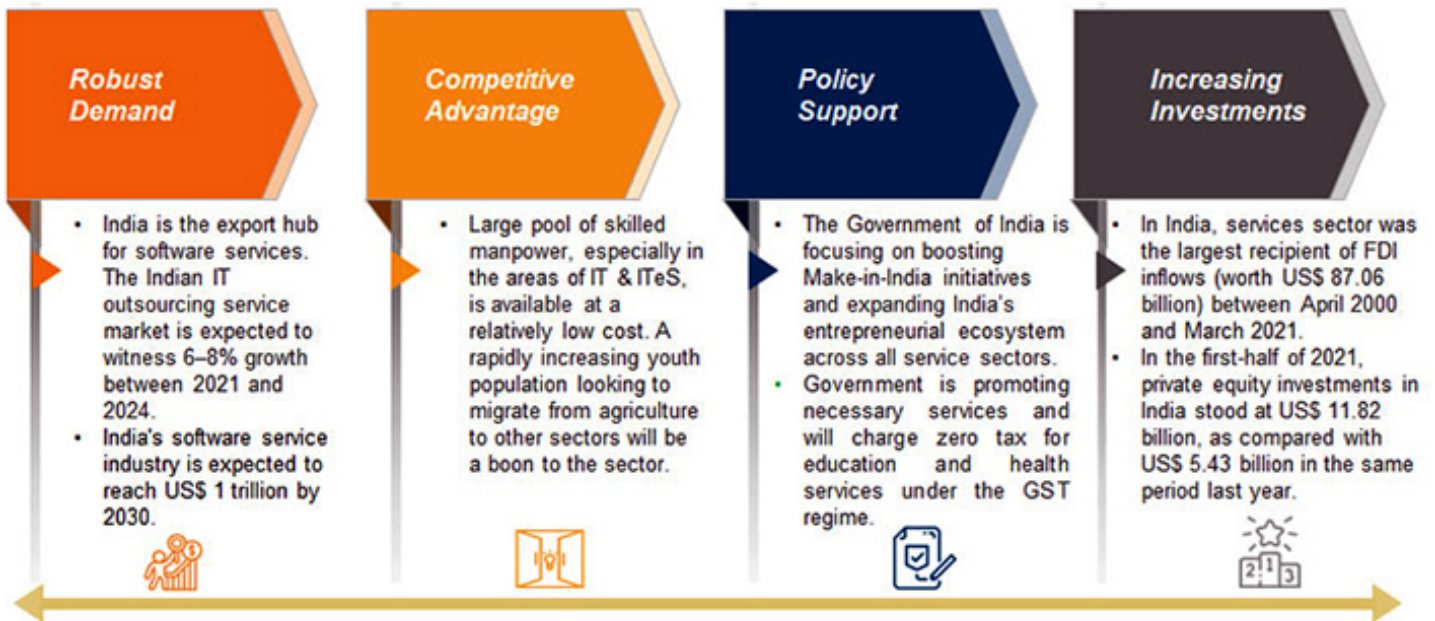 Robust
Demand
• India is the export hub
for software services.
The Indian IT
outsourcing service
market is expected to
witness 6–8% growth
between 2021 and
2024.
• India's software service
industry is expected to
reach US$ 1 trillion by
2030.
Competitive
Advantage
• Large pool of skilled
manpower, especially in
the areas of IT & ITeS,
is available at a
relatively low cost. A
rapidly increasing youth
population looking to
migrate from agriculture
to other sectors will be
a boon to the sector.
Policy
Support
• The Government of India is
focusing on boosting
Make-in-India initiatives
and expanding India's
entrepreneurial ecosystem
across all service sectors.
• Government is promoting
necessary services and
will charge zero tax for
education and health
services under the GST
regime.
Increasing
Investments
• In India, services sector was
the largest recipient of FDI
inflows (worth US$ 87.06
billion) between April 2000
and March 2021.
• In the first-half of 2021,
private equity investments in
India stood at US$ 11.82
billion, as compared with
US$ 5.43 billion in the same
period last year.
$
2 1 3